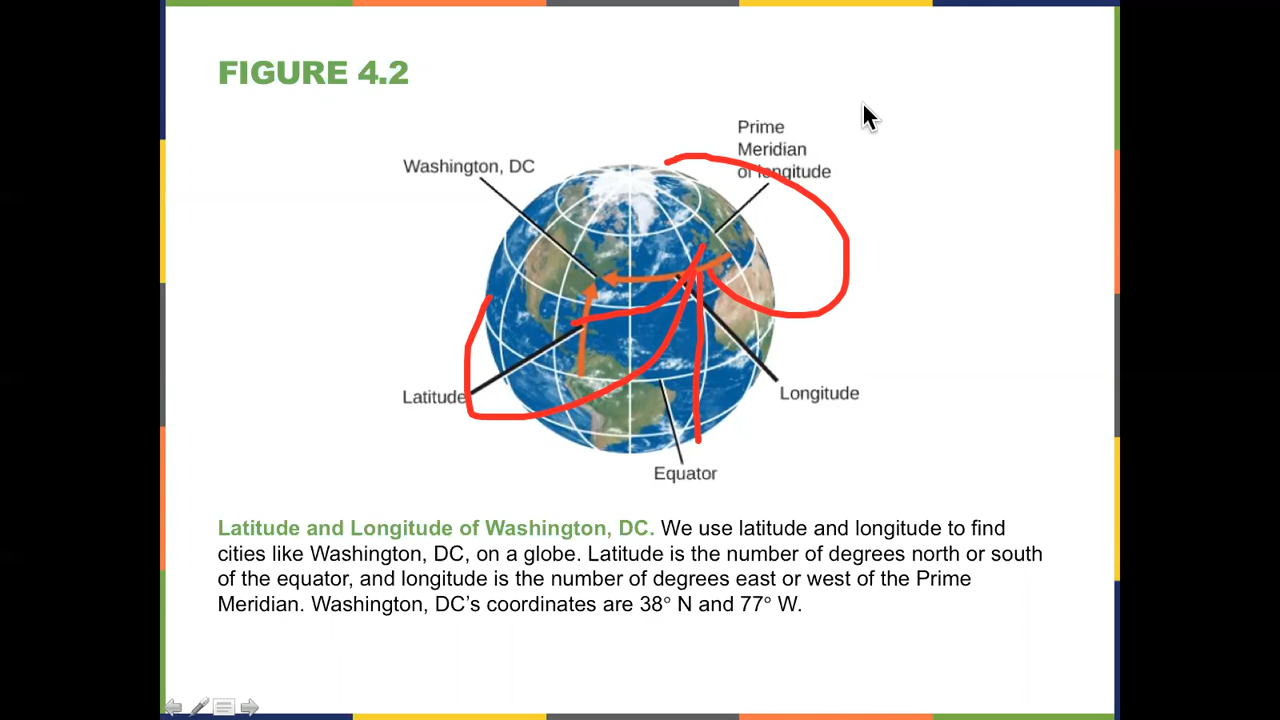 FIGURE 4.2
Prime
Meridian
of longitude
Washington, DC
Latitude
Longitude
Equator
Latitude and Longitude of Washington, DC. We use latitude and longitude to find
cities like Washington, DC, on a globe. Latitude is the number of degrees north or south
of the equator, and longitude is the number of degrees east or west of the Prime
Meridian. Washington, DC’s coordinates are 38° N and 77° W.